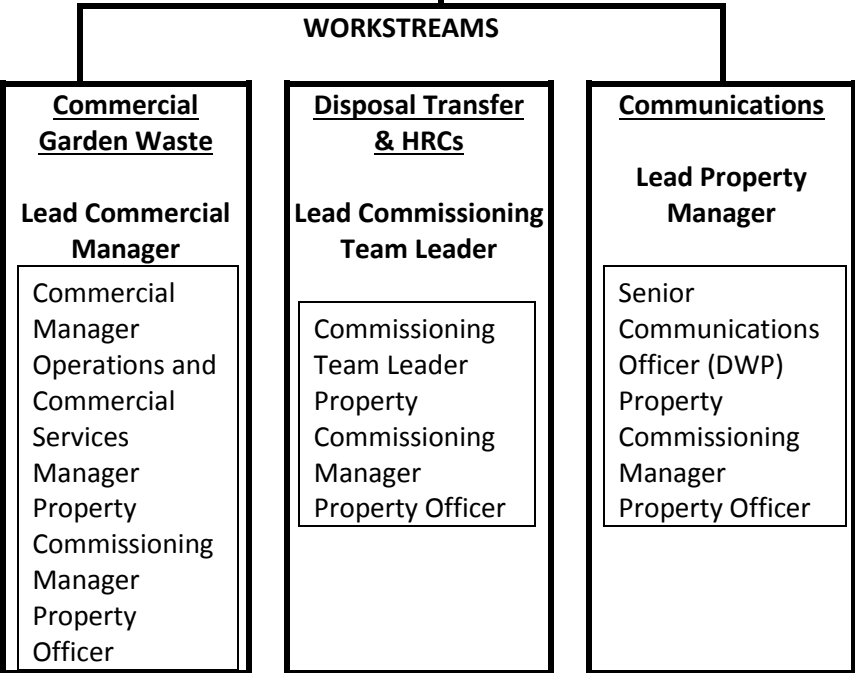 WORKSTREAMS
Commercial
Garden Waste
Lead Commercial
Manager
Commercial
Manager
Operations and
Commercial
Services
Manager
Property
Commissioning
Manager
Property
Officer
Disposal Transfer
& HRCs
Lead Commissioning
Team Leader
Commissioning
Team Leader
Property
Commissioning
Manager
Property Officer
Communications
Lead Property
Manager
Senior
Communications
Officer (DWP)
Property
Commissioning
Manager
Property Officer